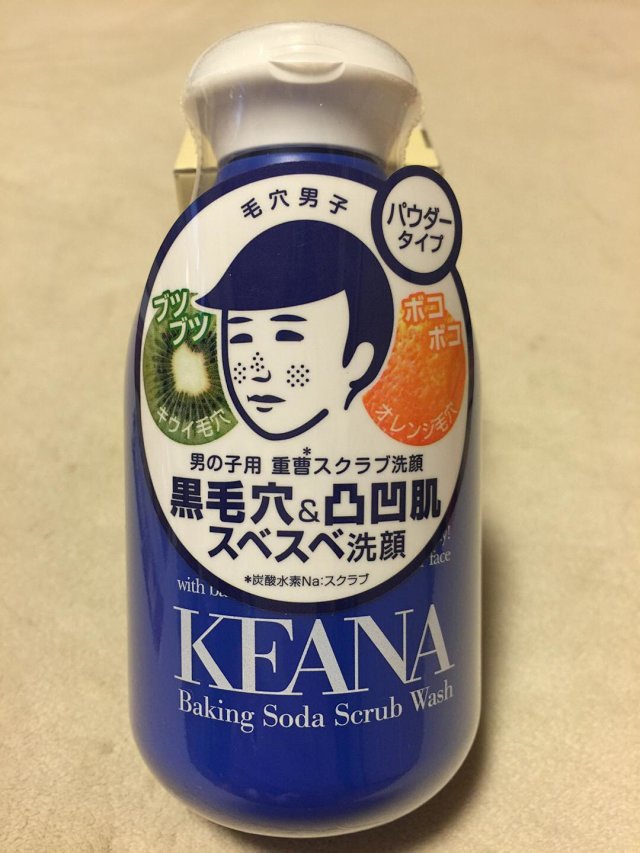 毛穴男子
パウダー
タイプ
ブツ
ブツ
キウイ毛穴
ボコ
ボコ
オレンジ毛穴
男の子用 重曹*スクラブ洗顔
黒毛穴&凸凹肌
スベスベ洗顔
*炭酸水素Na:スクラブ
face
with
KEANA
Baking Soda Scrub Wash